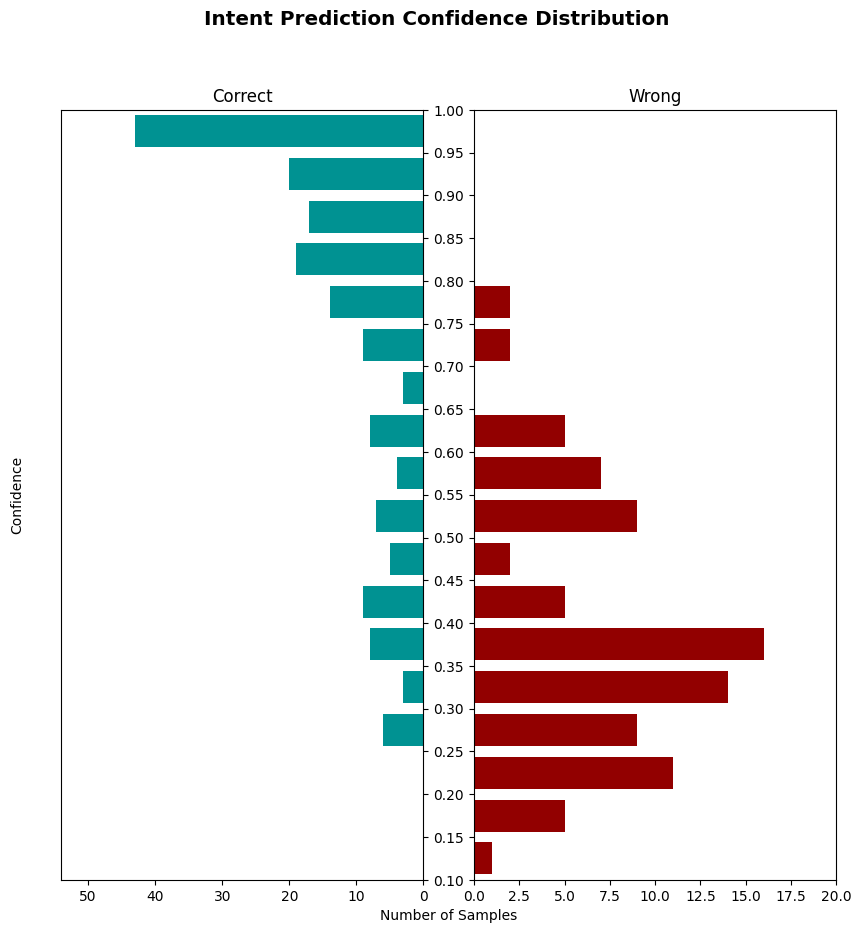 Intent Prediction Confidence Distribution
Correct
Wrong
1.00
0.95
0.90
0.85
0.80
0.75
0.70
0.65
0.60
0.55
0.50
0.45
0.40
0.35
0.30
0.25
0.20
0.15
0.10
Confidence
50 40 30 20 10 0
0.0 2.5 5.0 7.5 10.0 12.5 15.0 17.5 20.0
Number of Samples